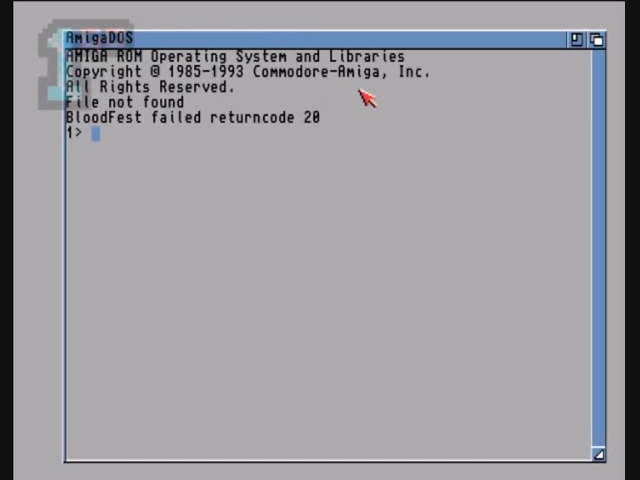 AmigaDOS
AMIGA ROM Operating System and Libraries
Copyright © 1985-1993 Commodore-Amiga, Inc.
All Rights Reserved.
File not found
BloodFest failed returncode 20
1>